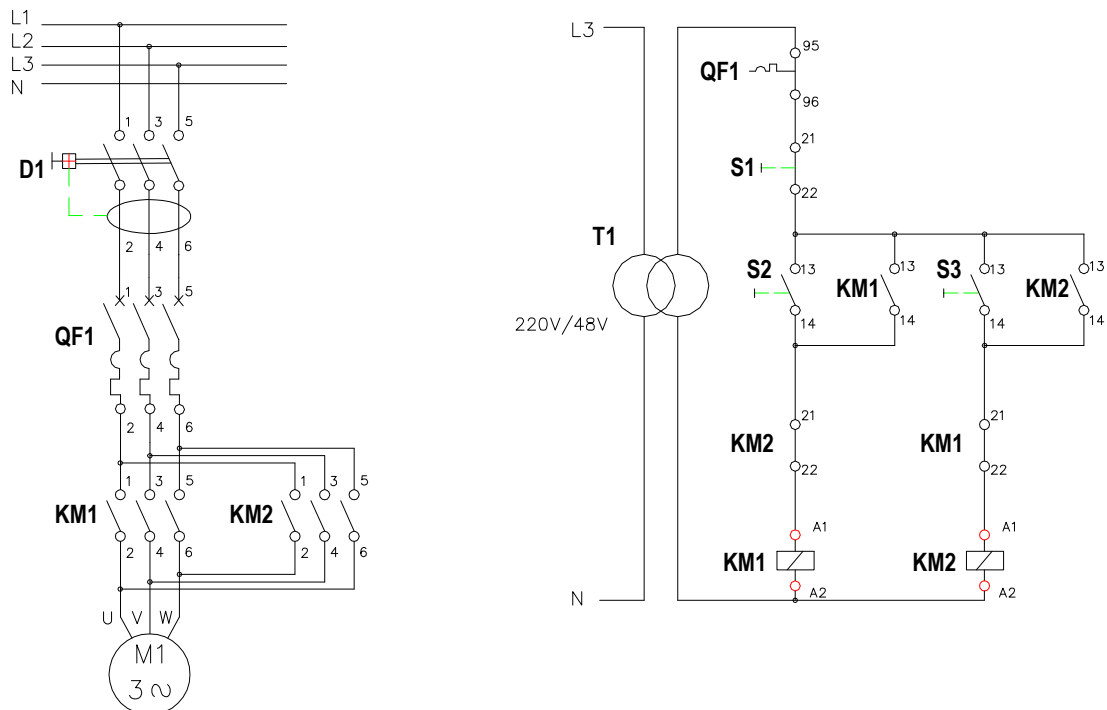 L1
L2
L3
N
1 3 5
D1
2 4 6
1 3 5
QF1
2 4 6
1 3 5 1 3 5
KM1 KM2
2 4 6 2 4 6
U V W
M1
3 ~
L3
95
QF1
96
21
S1
22
T1
220V/48V
S2 13 KM1 13 S3 13 KM2 13
14 14 14 14
21 21
KM2 KM1
22 22
A1 A1
KM1 KM2
N A2 A2